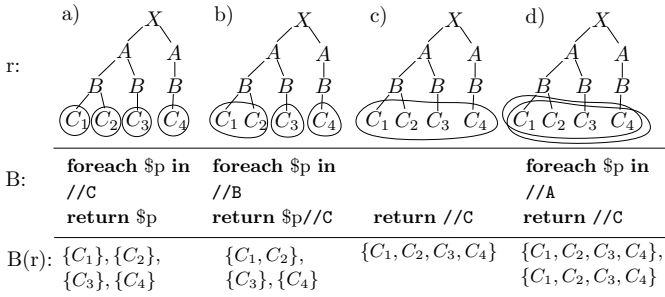 a) b) c) d)
X X X X
r: A A A A A A A A
B B B B B B B B B B B B
C₁ C₂ C₃ C₄ C₁ C₂ C₃ C₄ C₁ C₂ C₃ C₄ C₁ C₂ C₃ C₄
B: foreach $p in foreach $p in foreach $p in
//C //B //A
return $p return $p//C return //C return //C
B(r): {C₁}, {C₂}, {C₁, C₂}, {C₁, C₂, C₃, C₄} {C₁, C₂, C₃, C₄},
{C₃}, {C₄} {C₃}, {C₄} {C₁, C₂, C₃, C₄}